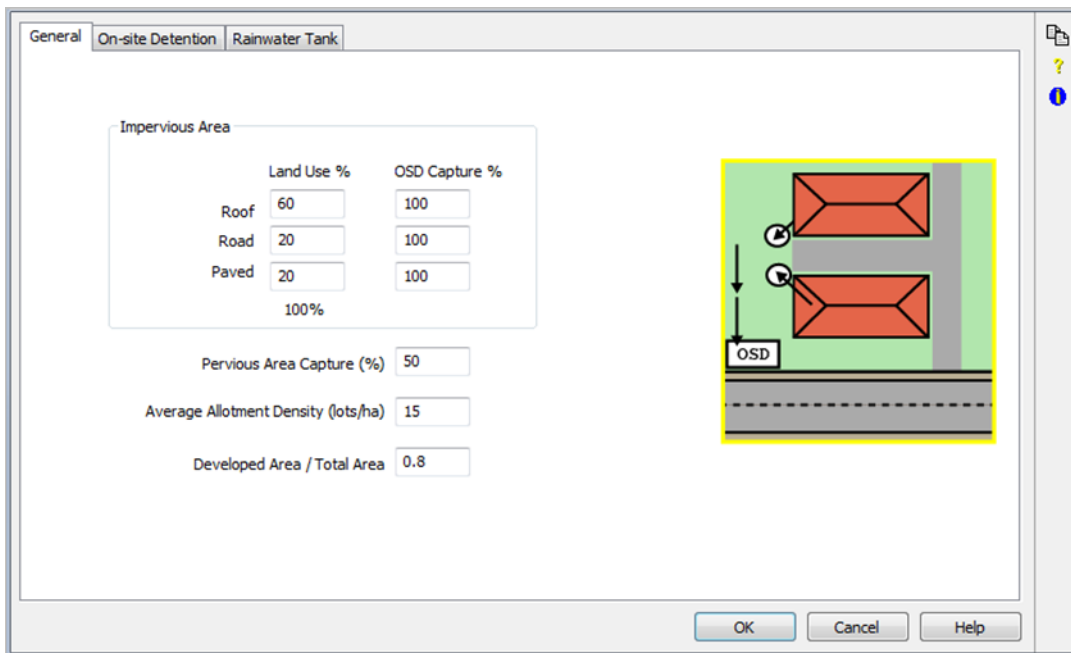 General On-site Detention Rainwater Tank
?
i
Impervious Area
Land Use % OSD Capture %
Roof 60 100
Road 20 100
Paved 20 100
100%
Pervious Area Capture (%) 50
Average Allotment Density (lots/ha) 15
Developed Area / Total Area 0.8
OSD
OK Cancel Help